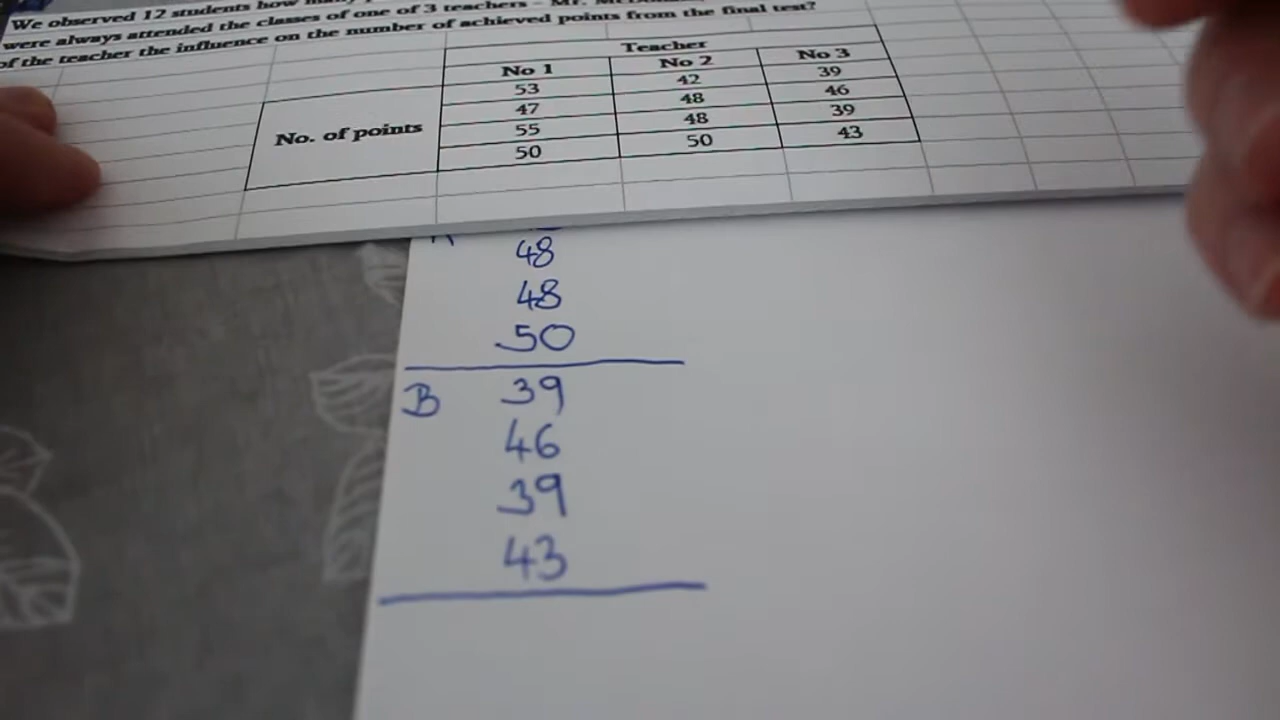 We observed 12 students how
were always attended the classes of one of 3 teachers – Mr.
of the teacher the influence on the number of achieved points from the final test?
Teacher
No 1 No 2 No 3
53 42 39
47 48 46
55 48 39
50 50 43
No. of points
48
48
50
B 39
46
39
43